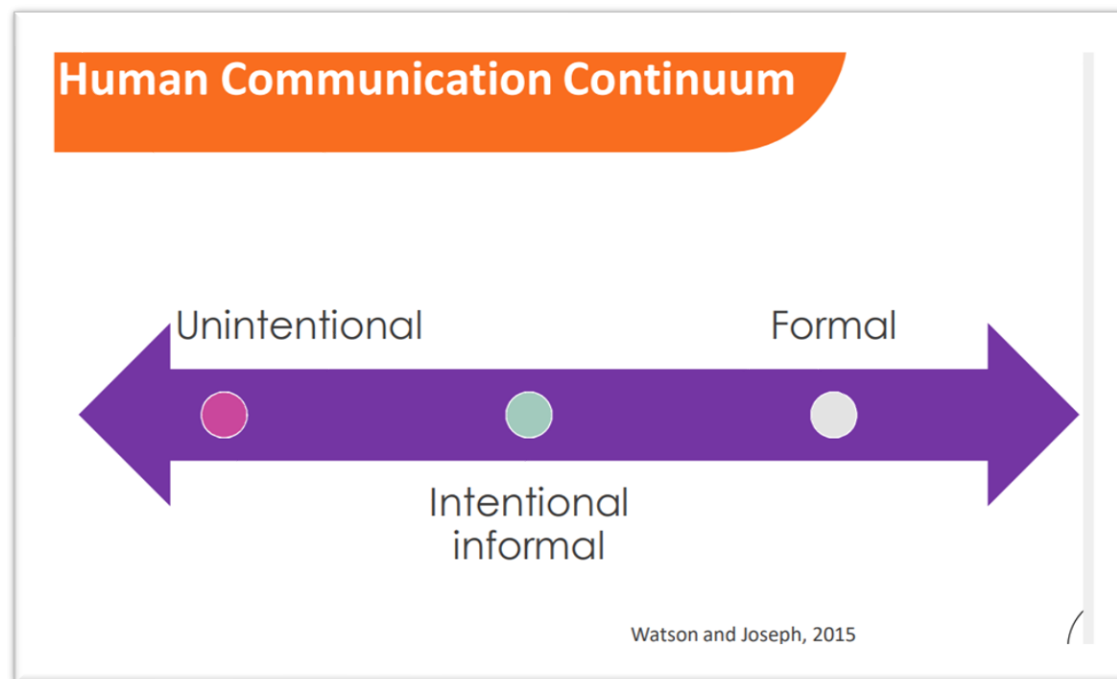 Human Communication Continuum
Unintentional
Formal
Intentional
informal
Watson and Joseph, 2015